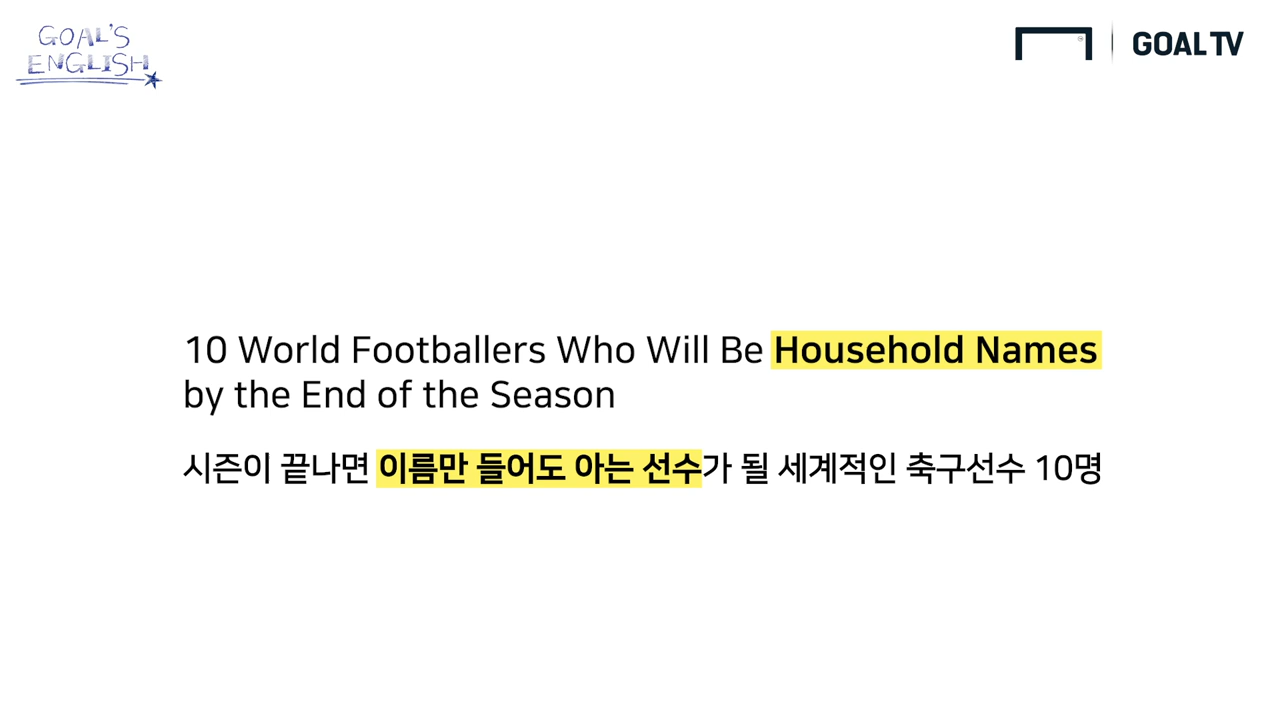 GOAL'S
ENGLISH
GOAL TV
10 World Footballers Who Will Be Household Names
by the End of the Season
시즌이 끝나면 이름만 들어도 아는 선수가 될 세계적인 축구선수 10명